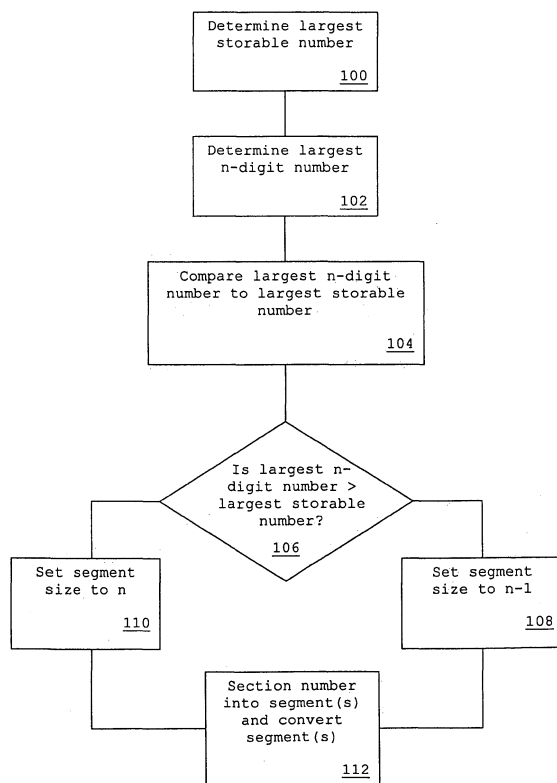 Determine largest
storable number
100
Determine largest
n-digit number
102
Compare largest n-digit
number to largest storable
number
104
Is largest n-
digit number >
largest storable
number?
106
Set segment
size to n
110
Set segment
size to n-1
108
Section number
into segment(s)
and convert
segment(s)
112